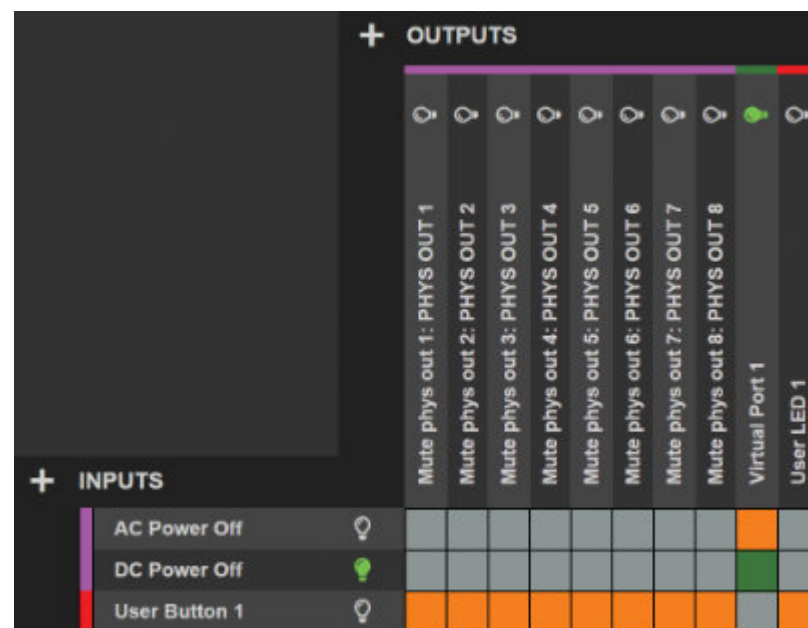 + OUTPUTS
Mute phys out 1: PHYS OUT 1
Mute phys out 2: PHYS OUT 2
Mute phys out 3: PHYS OUT 3
Mute phys out 4: PHYS OUT 4
Mute phys out 5: PHYS OUT 5
Mute phys out 6: PHYS OUT 6
Mute phys out 7: PHYS OUT 7
Mute phys out 8: PHYS OUT 8
Virtual Port 1
User LED 1
+ INPUTS
AC Power Off
DC Power Off
User Button 1